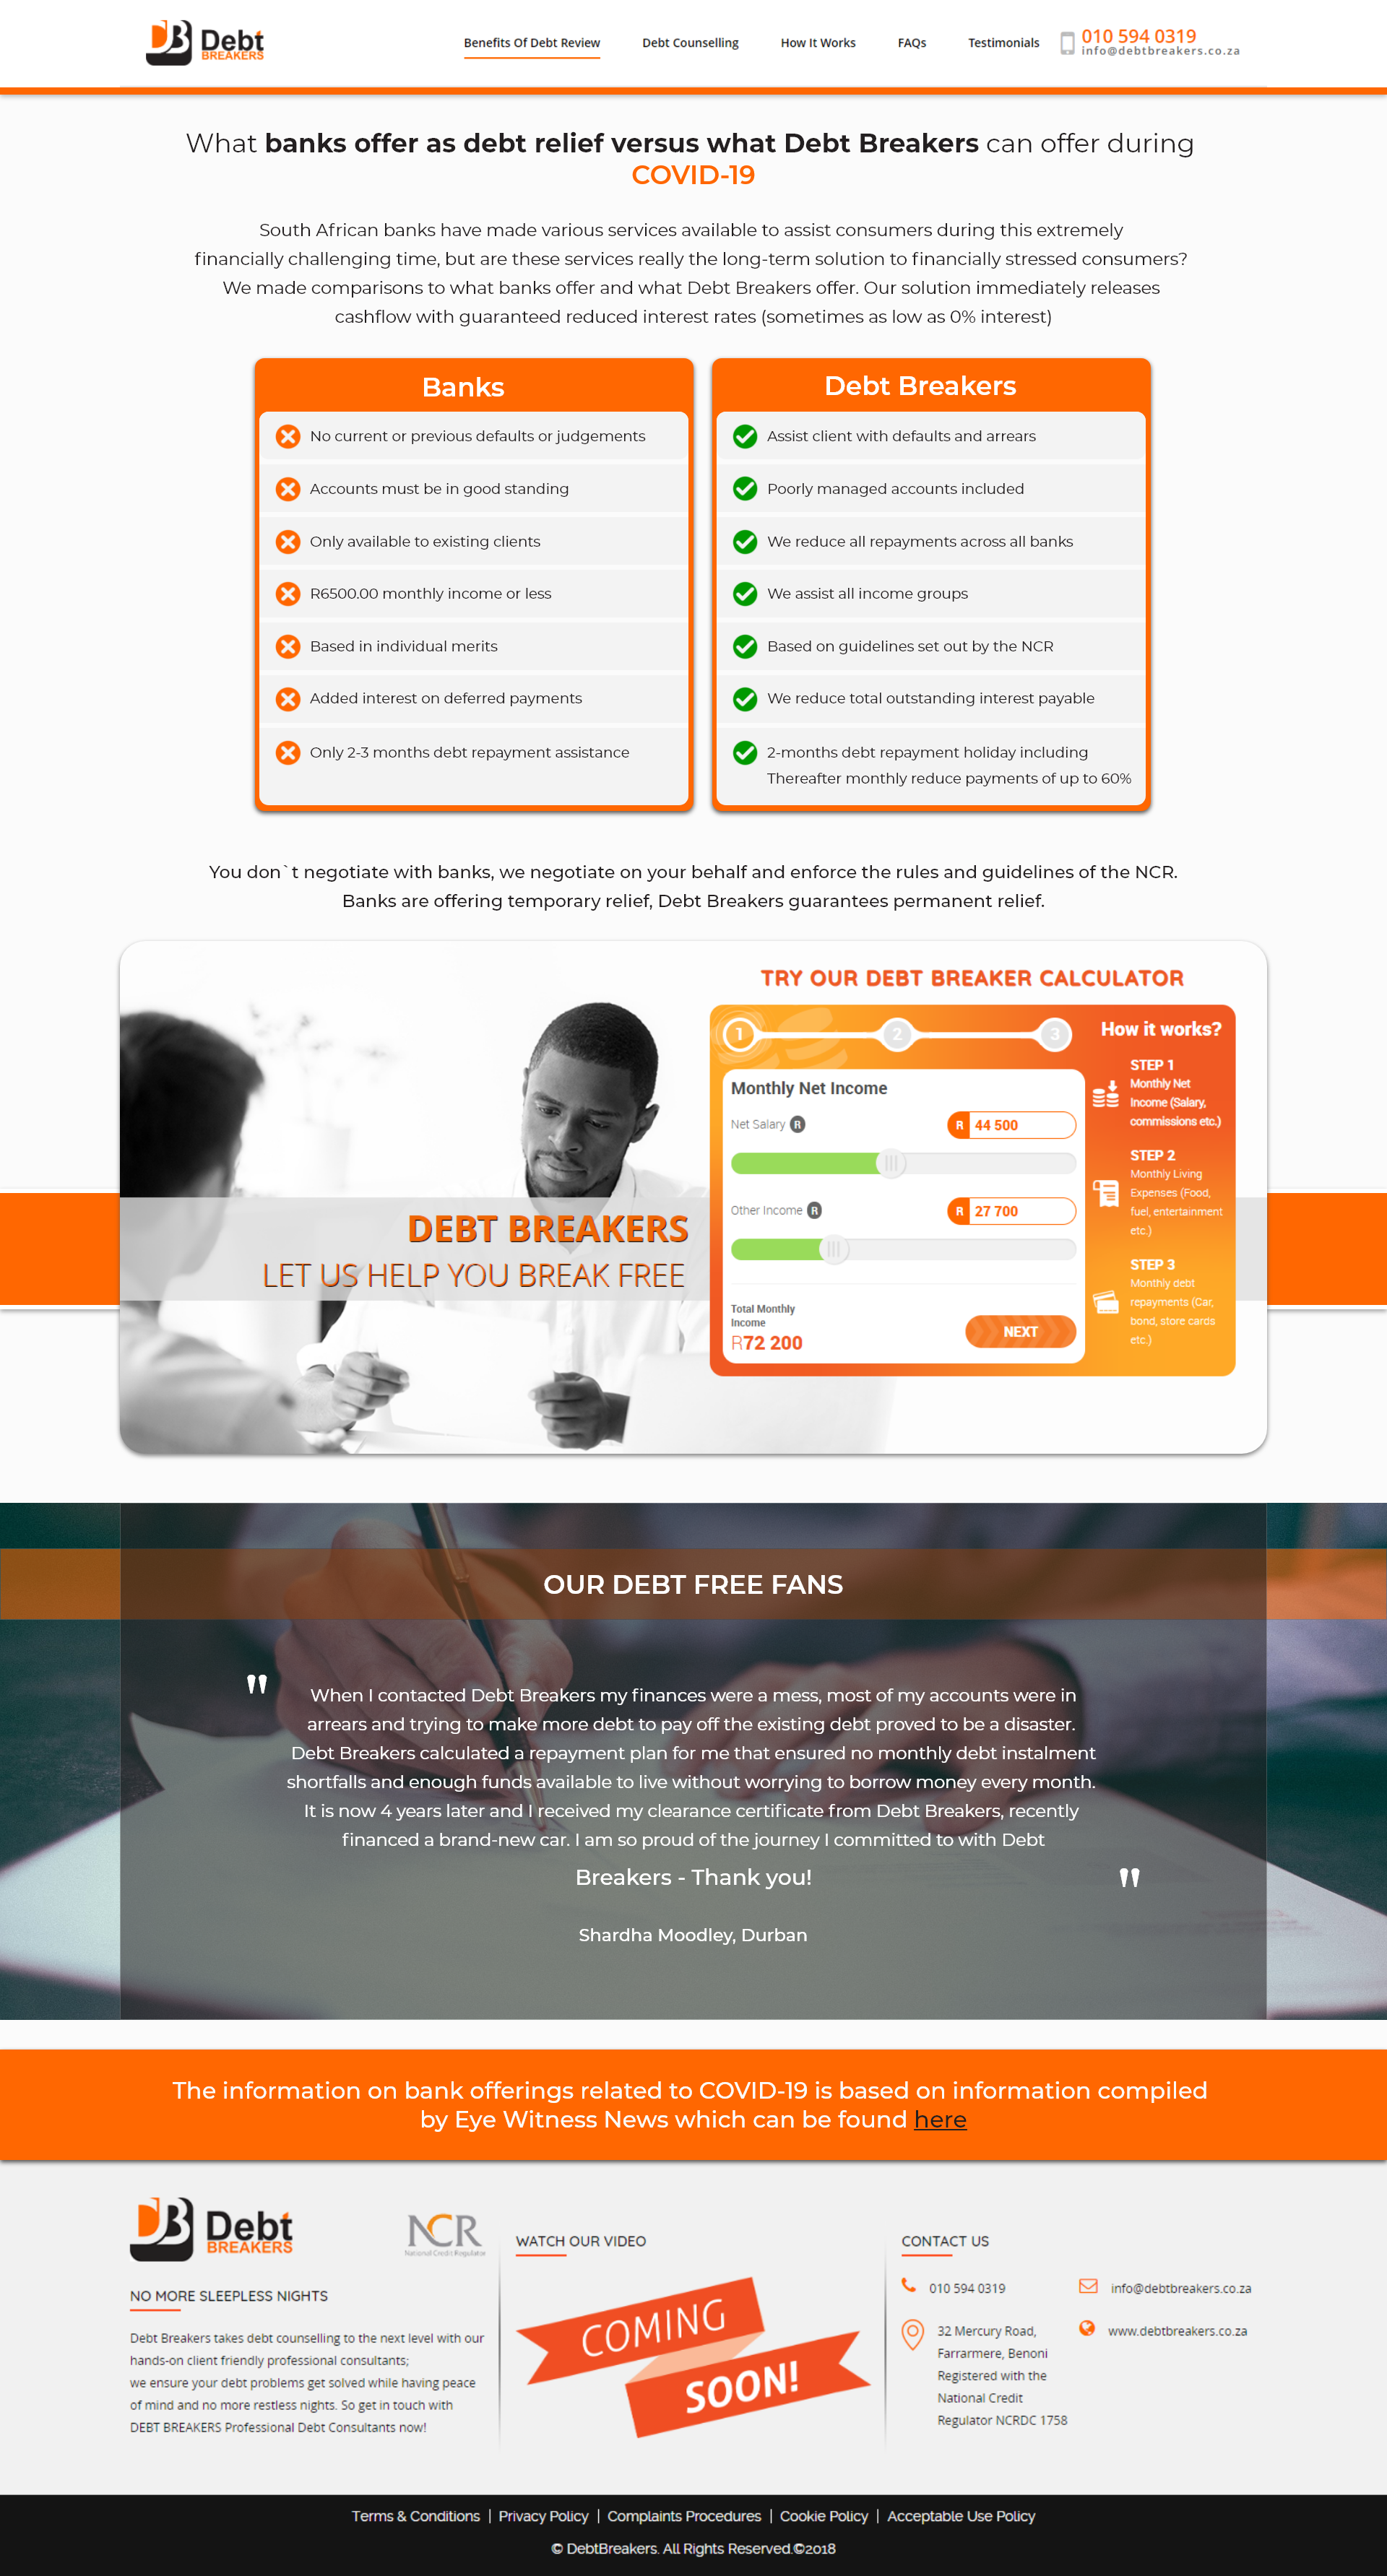 DB Debt
BREAKERS
Benefits Of Debt Review
Debt Counselling
How It Works
FAQs
Testimonials
010 594 0319
info@debtbreakers.co.za
What banks offer as debt relief versus what Debt Breakers can offer during
COVID-19
South African banks have made various services available to assist consumers during this extremely
financially challenging time, but are these services really the long-term solution to financially stressed consumers?
We made comparisons to what banks offer and what Debt Breakers offer. Our solution immediately releases
cashflow with guaranteed reduced interest rates (sometimes as low as 0% interest)
Banks
No current or previous defaults or judgements
Accounts must be in good standing
Only available to existing clients
R6500.00 monthly income or less
Based in individual merits
Added interest on deferred payments
Only 2-3 months debt repayment assistance
Debt Breakers
Assist client with defaults and arrears
Poorly managed accounts included
We reduce all repayments across all banks
We assist all income groups
Based on guidelines set out by the NCR
We reduce total outstanding interest payable
2-months debt repayment holiday including
Thereafter monthly reduce payments of up to 60%
You don`t negotiate with banks, we negotiate on your behalf and enforce the rules and guidelines of the NCR.
Banks are offering temporary relief, Debt Breakers guarantees permanent relief.
DEBT BREAKERS
LET US HELP YOU BREAK FREE
TRY OUR DEBT BREAKER CALCULATOR
1
2
3
Monthly Net Income
Net Salary R
R 44 500
Other Income R
R 27 700
Total Monthly
Income
R72 200
NEXT
How it works?
STEP 1
Monthly Net
Income (Salary,
commissions etc.)
STEP 2
Monthly Living
Expenses (Food,
fuel, entertainment
etc.)
STEP 3
Monthly debt
repayments (Car,
bond, store cards
etc.)
OUR DEBT FREE FANS
" When I contacted Debt Breakers my finances were a mess, most of my accounts were in
arrears and trying to make more debt to pay off the existing debt proved to be a disaster.
Debt Breakers calculated a repayment plan for me that ensured no monthly debt instalment
shortfalls and enough funds available to live without worrying to borrow money every month.
It is now 4 years later and I received my clearance certificate from Debt Breakers, recently
financed a brand-new car. I am so proud of the journey I committed to with Debt
Breakers - Thank you! "
Shardha Moodley, Durban
The information on bank offerings related to COVID-19 is based on information compiled
by Eye Witness News which can be found here
DB Debt
BREAKERS
NCR
National Credit Regulator
NO MORE SLEEPLESS NIGHTS
Debt Breakers takes debt counselling to the next level with our
hands-on client friendly professional consultants;
we ensure your debt problems get solved while having peace
of mind and no more restless nights. So get in touch with
DEBT BREAKERS Professional Debt Consultants now!
WATCH OUR VIDEO
COMING
SOON!
CONTACT US
010 594 0319
info@debtbreakers.co.za
32 Mercury Road,
Farrarmere, Benoni
Registered with the
National Credit
Regulator NCRDC 1758
www.debtbreakers.co.za
Terms & Conditions | Privacy Policy | Complaints Procedures | Cookie Policy | Acceptable Use Policy
© DebtBreakers. All Rights Reserved.©2018